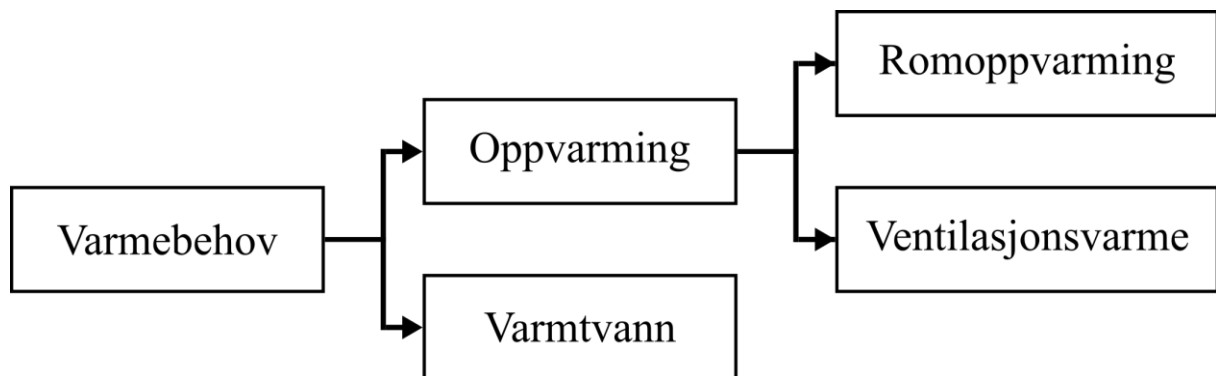 Varmebehov
Oppvarming
Varmtvann
Romoppvarming
Ventilasjonsvarme